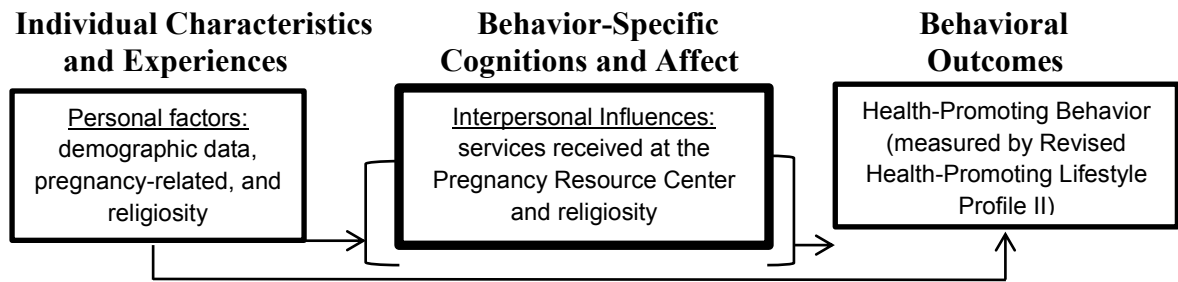 Individual Characteristics
and Experiences
Behavior-Specific
Cognitions and Affect
Behavioral
Outcomes
Personal factors:
demographic data,
pregnancy-related, and
religiosity
Interpersonal Influences:
services received at the
Pregnancy Resource Center
and religiosity
Health-Promoting Behavior
(measured by Revised
Health-Promoting Lifestyle
Profile II)